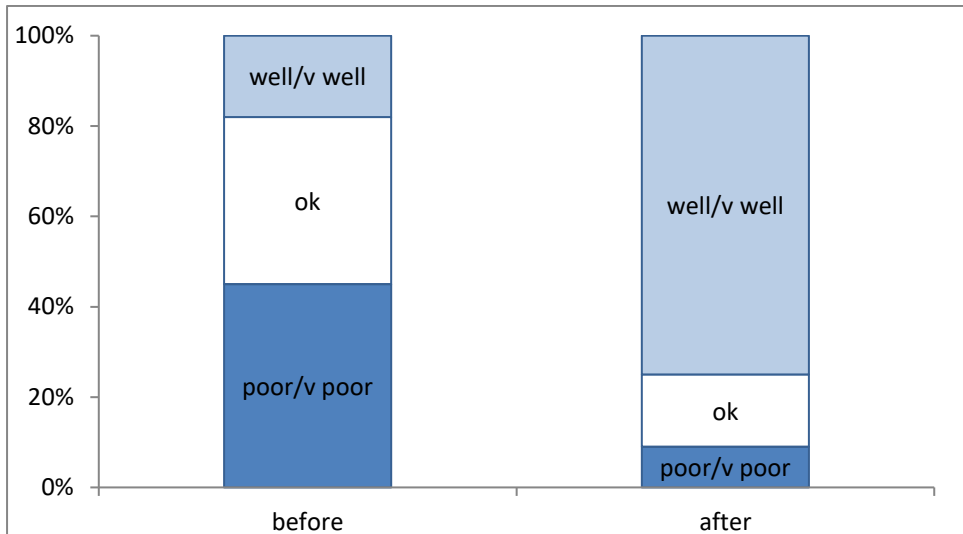 100%
80%
60%
40%
20%
0%
well/v well
ok
poor/v poor
well/v well
ok
poor/v poor
before
after